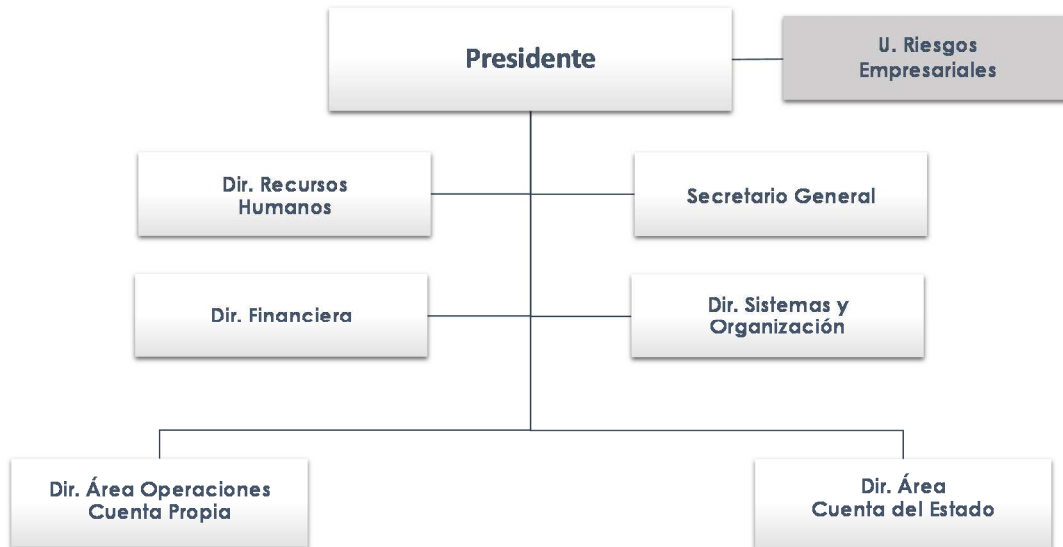 Presidente
U. Riesgos
Empresariales
Dir. Recursos
Humanos
Secretario General
Dir. Financiera
Dir. Sistemas y
Organización
Dir. Área Operaciones
Cuenta Propia
Dir. Área
Cuenta del Estado